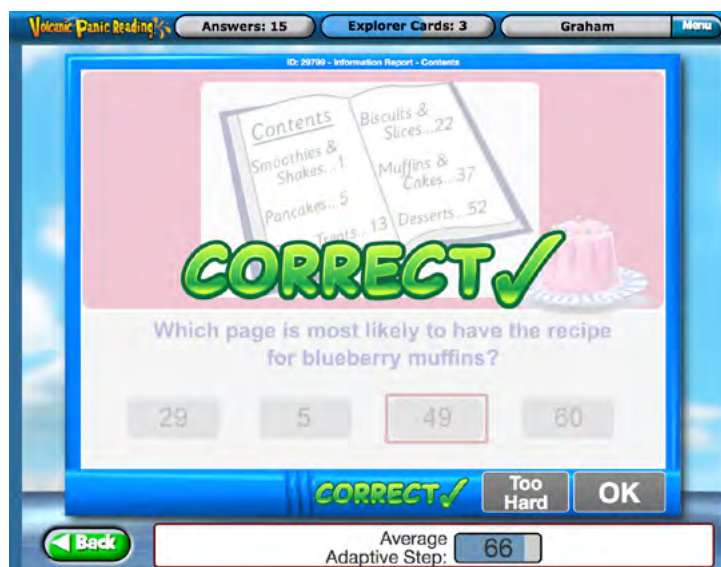 Volcanic Panic Reading
Answers: 15
Explorer Cards: 3
Graham
Menu
ID: 29799 - Information Report - Contents
Contents
Smoothies &
Shakes...1
Pancakes...5
Treats...13
Biscuits &
Slices...22
Muffins &
Cakes...37
Desserts...52
CORRECT
Which page is most likely to have the recipe
for blueberry muffins?
29
5
49
60
CORRECT
Too
Hard
OK
Back
Average
Adaptive Step:
66